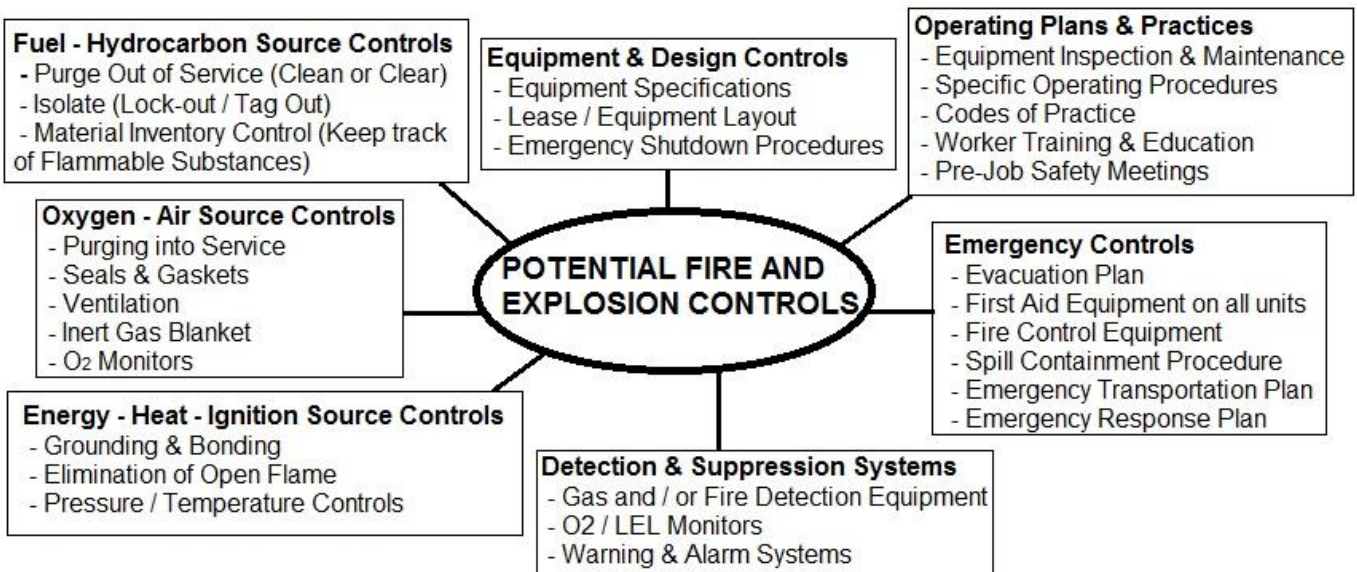 Fuel - Hydrocarbon Source Controls
- Purge Out of Service (Clean or Clear)
- Isolate (Lock-out / Tag Out)
- Material Inventory Control (Keep track
of Flammable Substances)
Equipment & Design Controls
- Equipment Specifications
- Lease / Equipment Layout
- Emergency Shutdown Procedures
Operating Plans & Practices
- Equipment Inspection & Maintenance
- Specific Operating Procedures
- Codes of Practice
- Worker Training & Education
- Pre-Job Safety Meetings
Oxygen - Air Source Controls
- Purging into Service
- Seals & Gaskets
- Ventilation
- Inert Gas Blanket
- O2 Monitors
POTENTIAL FIRE AND
EXPLOSION CONTROLS
Emergency Controls
- Evacuation Plan
- First Aid Equipment on all units
- Fire Control Equipment
- Spill Containment Procedure
- Emergency Transportation Plan
- Emergency Response Plan
Energy - Heat - Ignition Source Controls
- Grounding & Bonding
- Elimination of Open Flame
- Pressure / Temperature Controls
Detection & Suppression Systems
- Gas and / or Fire Detection Equipment
- O2 / LEL Monitors
- Warning & Alarm Systems